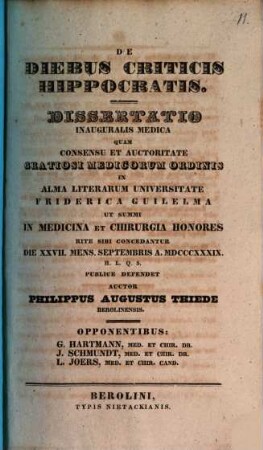 DE
DIEBUS CRITICIS
HIPPOCRATIS.
DISSERTATIO
INAUGURALIS MEDICA
QUAM
CONSENSU ET AUCTORITATE
GRATIOSI MEDICORUM ORDINIS
IN
ALMA LITERARUM UNIVERSITATE
FRIDERICA GUILELMA
UT SUMMI
IN MEDICINA ET CHIRURGIA HONORES
RITE SIBI CONCEDANTUR
DIE XXVII. MENS. SEPTEMBRIS A. MDCCCXXXIX.
H. L. Q. S.
PUBLICE DEFENDET
AUCTOR
PHILIPPUS AUGUSTUS THIEDE
BEROLINENSIS.
OPPONENTIBUS:
G. HARTMANN, MED. ET CHIR. DR.
J. SCHMUNDT, MED. ET CHIR. DR.
L. JOERS, MED. ET CHIR. CAND.
BEROLINI,
TYPIS NIETACKIANIS.